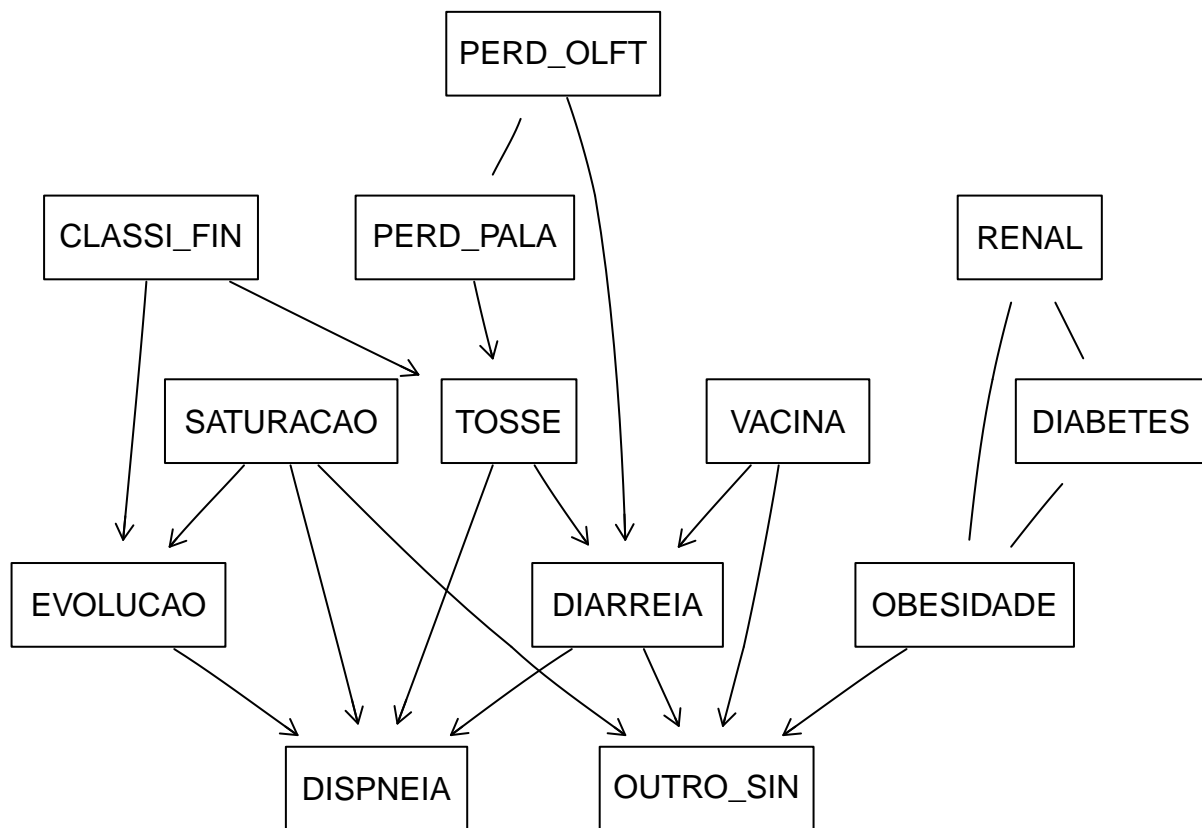 PERD_OLFT
CLASSI_FIN
PERD_PALA
RENAL
SATURACAO
TOSSE
VACINA
DIABETES
EVOLUCAO
DIARREIA
OBESIDADE
DISPNEIA
OUTRO_SIN